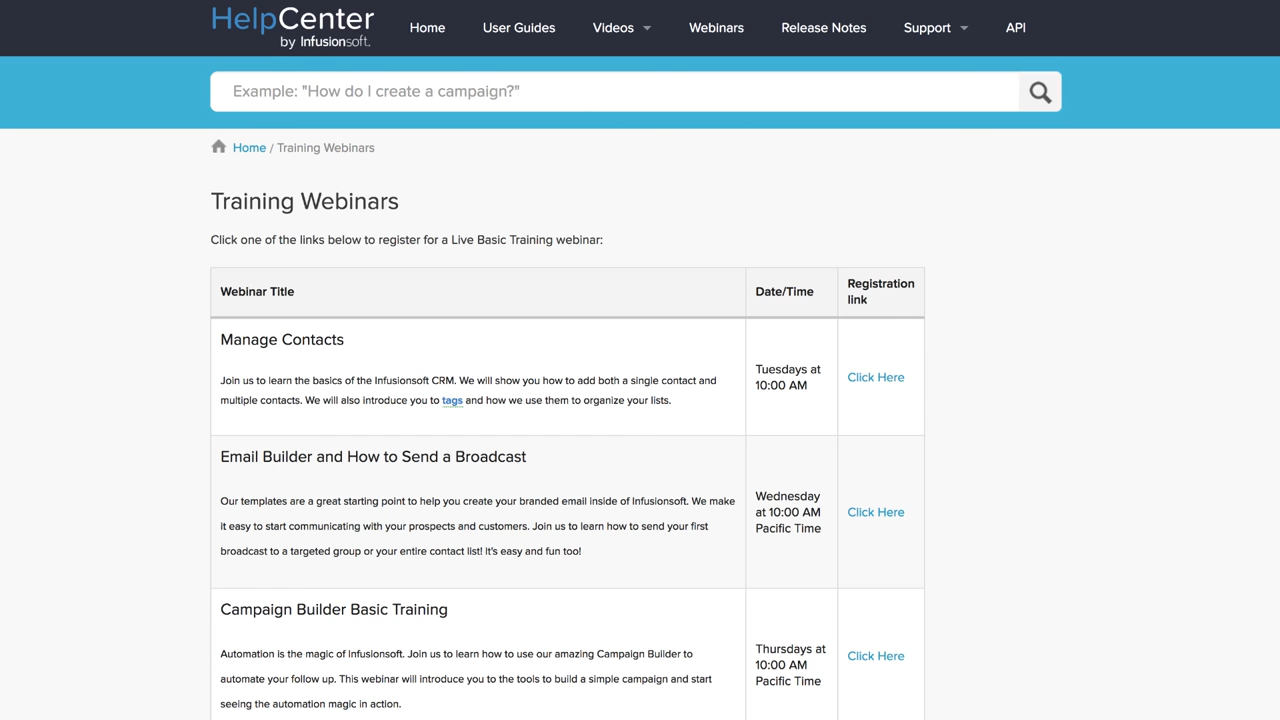 HelpCenter
by Infusionsoft.
Home
User Guides
Videos
Webinars
Release Notes
Support
API
Example: "How do I create a campaign?"
Home / Training Webinars
Training Webinars
Click one of the links below to register for a Live Basic Training webinar:
Webinar Title
Date/Time
Registration
link
Manage Contacts
Join us to learn the basics of the Infusionsoft CRM. We will show you how to add both a single contact and
multiple contacts. We will also introduce you to tags and how we use them to organize your lists.
Tuesdays at
10:00 AM
Click Here
Email Builder and How to Send a Broadcast
Our templates are a great starting point to help you create your branded email inside of Infusionsoft. We make
it easy to start communicating with your prospects and customers. Join us to learn how to send your first
broadcast to a targeted group or your entire contact list! It's easy and fun too!
Wednesday
at 10:00 AM
Pacific Time
Click Here
Campaign Builder Basic Training
Automation is the magic of Infusionsoft. Join us to learn how to use our amazing Campaign Builder to
automate your follow up. This webinar will introduce you to the tools to build a simple campaign and start
seeing the automation magic in action.
Thursdays at
10:00 AM
Pacific Time
Click Here